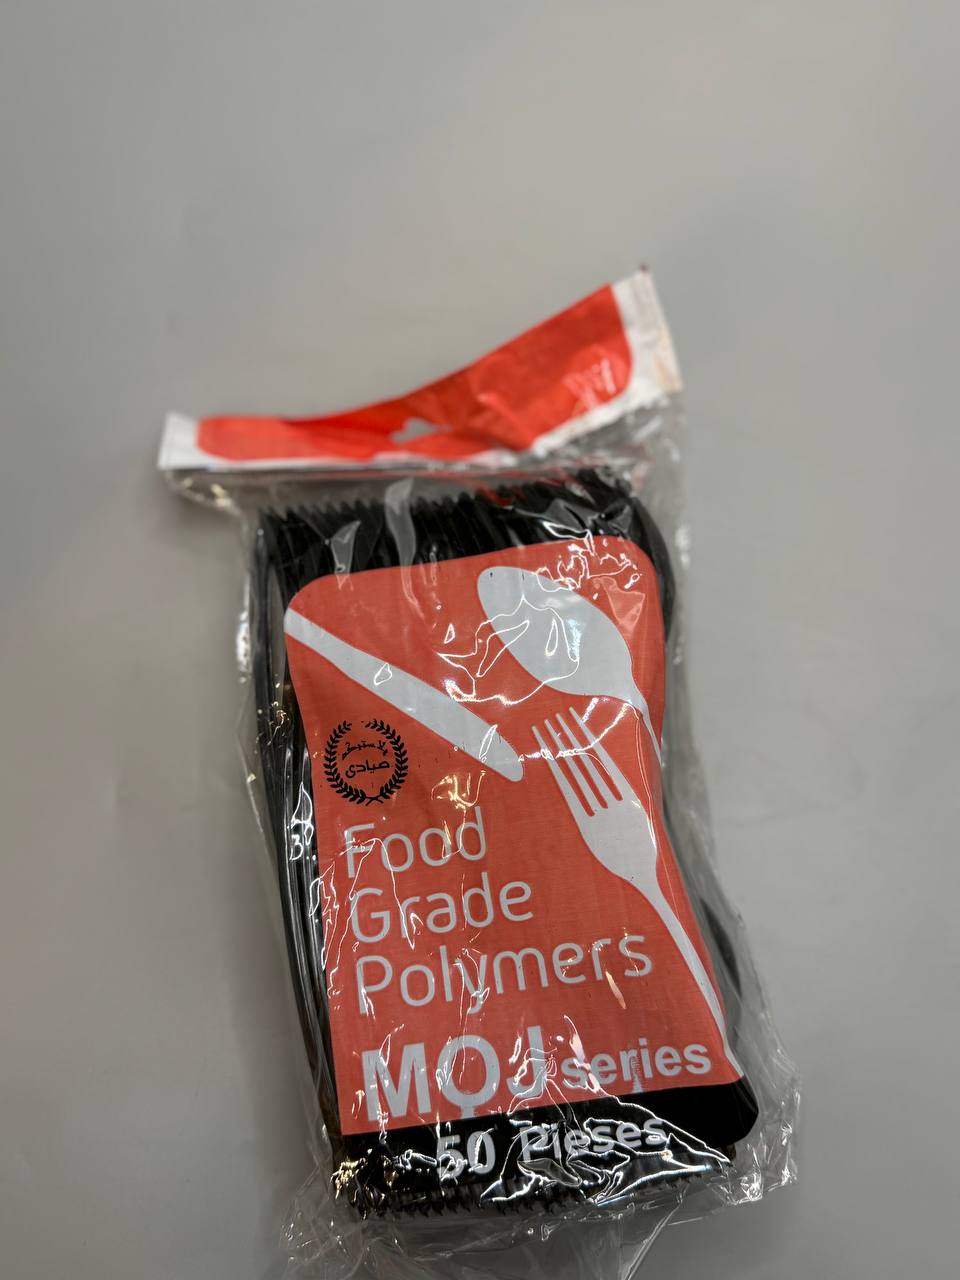 پلاستیک
صیادی
Food
Grade
Polymers
MOJ series
50 Pieses